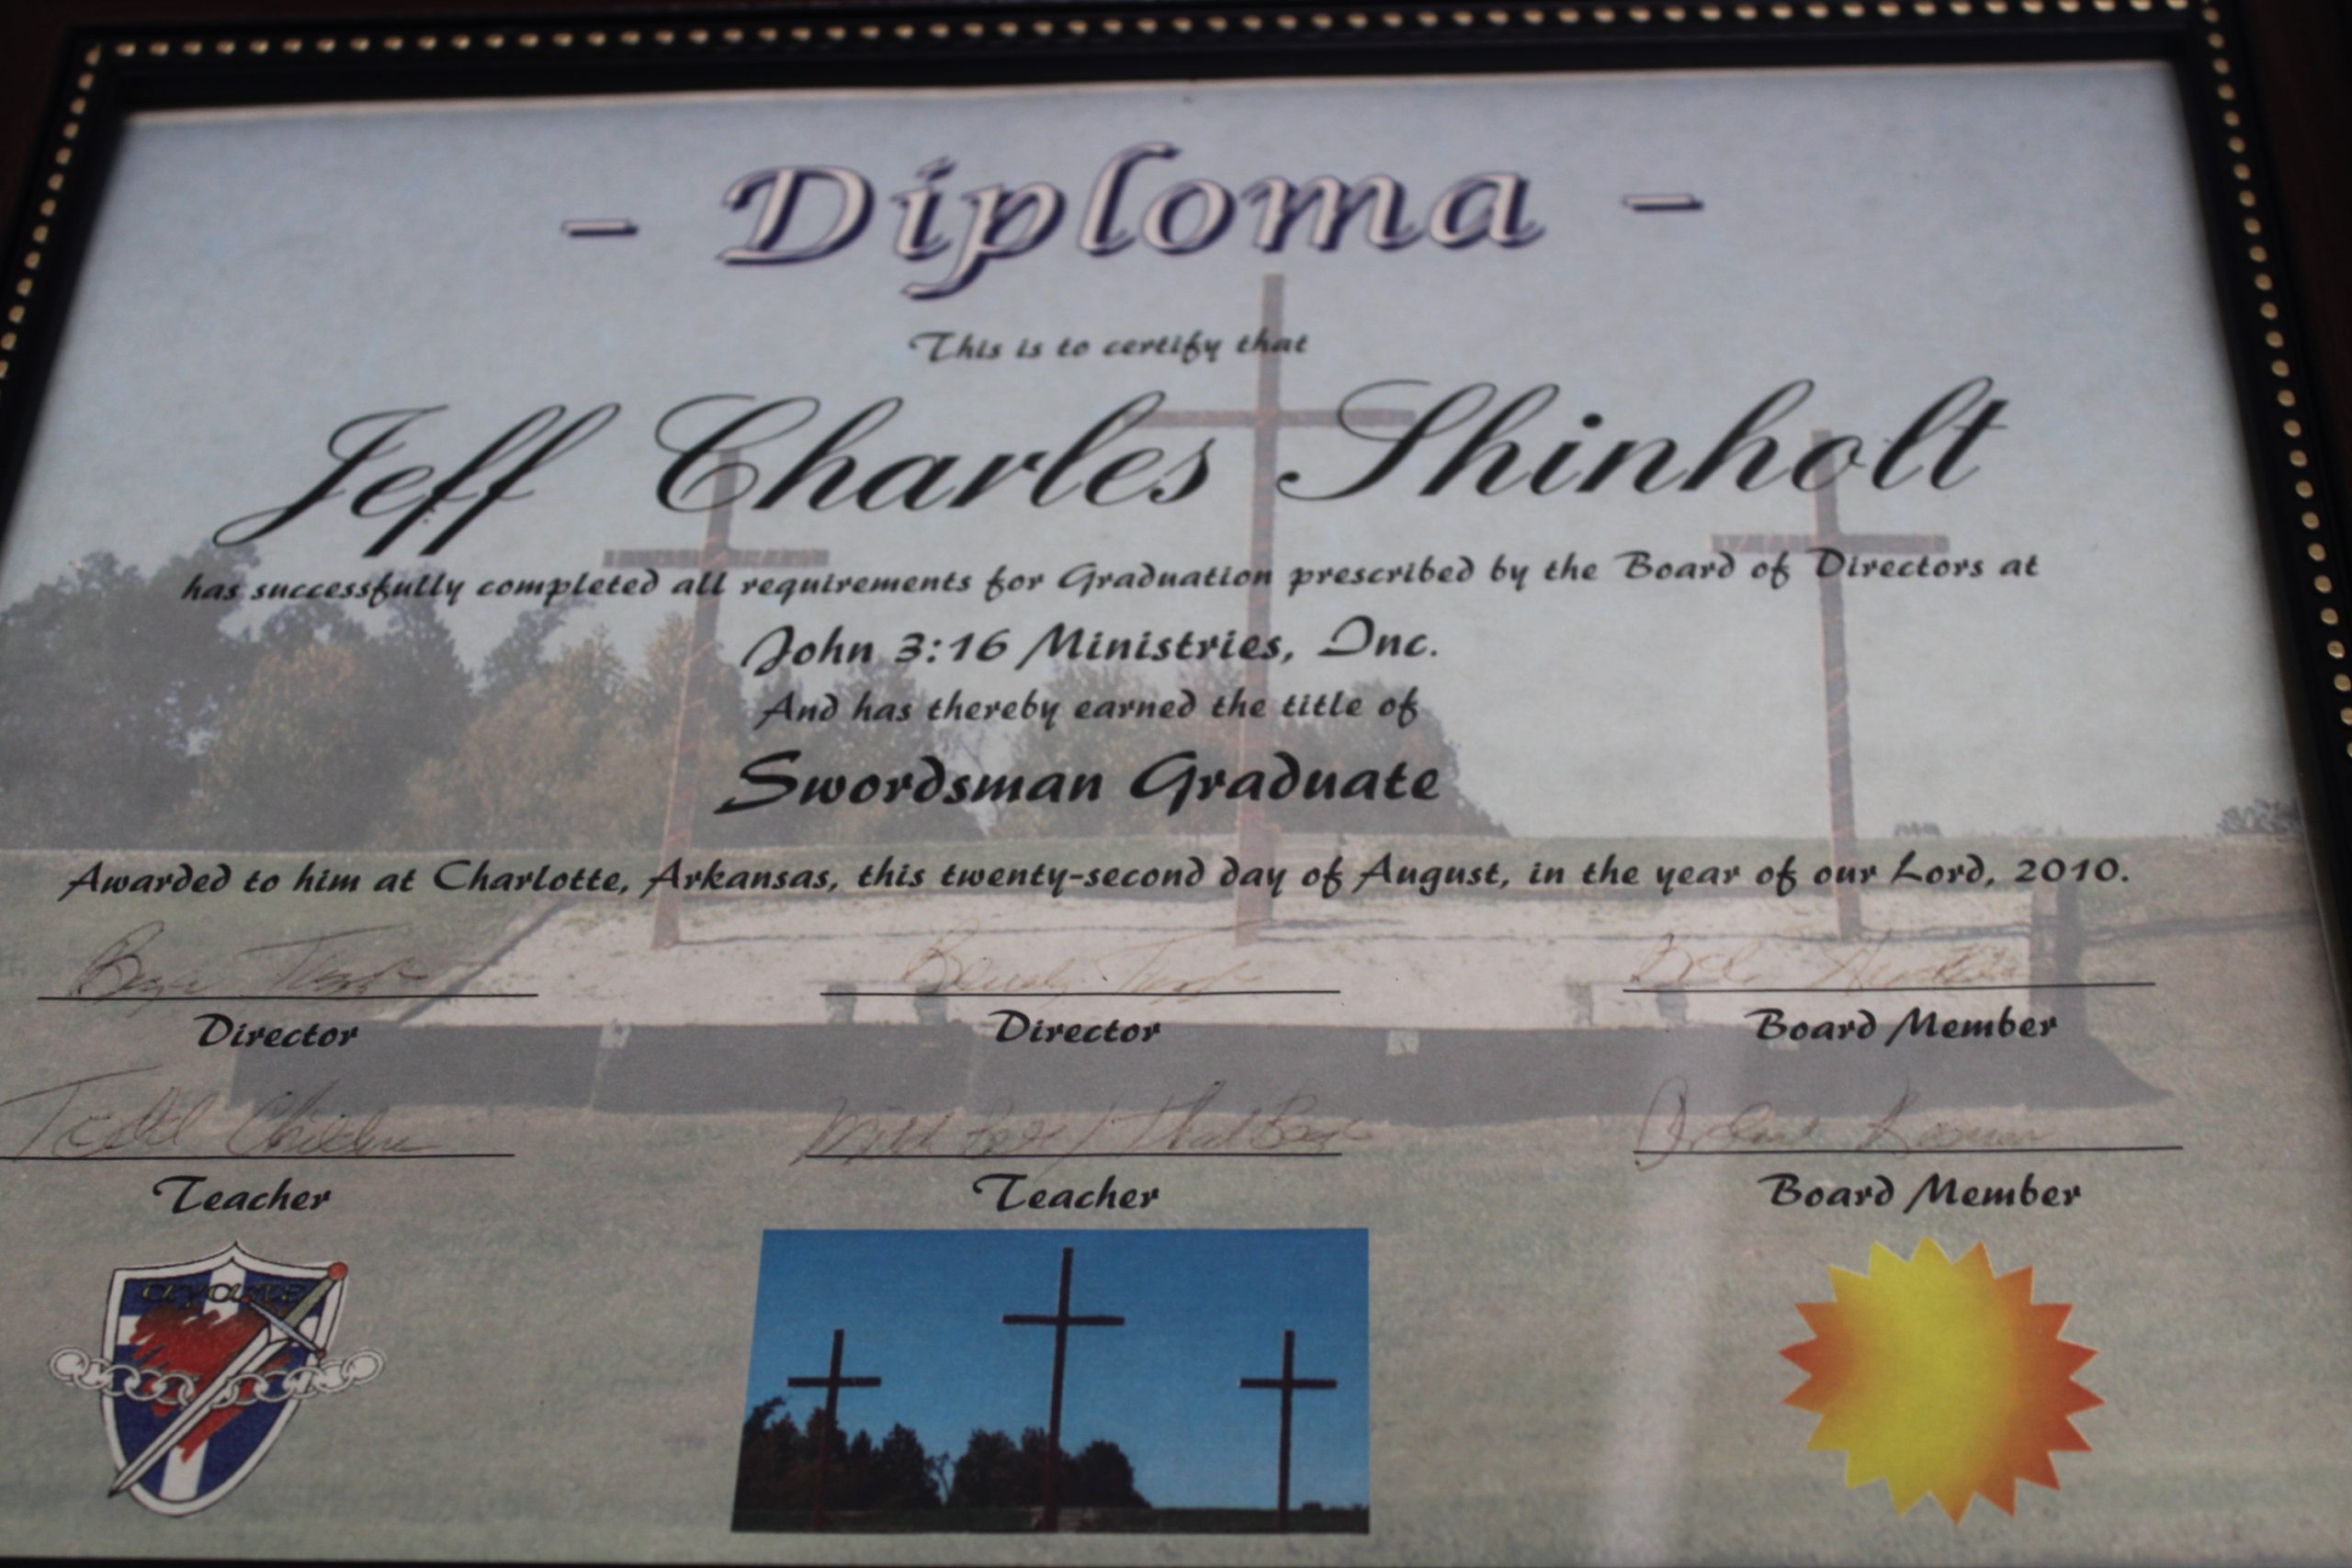 - Diploma -
This is to certify that
Jeff Charles Shinholt
has successfully completed all requirements for Graduation prescribed by the Board of Directors at
John 3:16 Ministries, Inc.
And has thereby earned the title of
Swordsman Graduate
Awarded to him at Charlotte, Arkansas, this twenty-second day of August, in the year of our Lord, 2010.
Director
Director
Board Member
Todd
Teacher
Teacher
Board Member